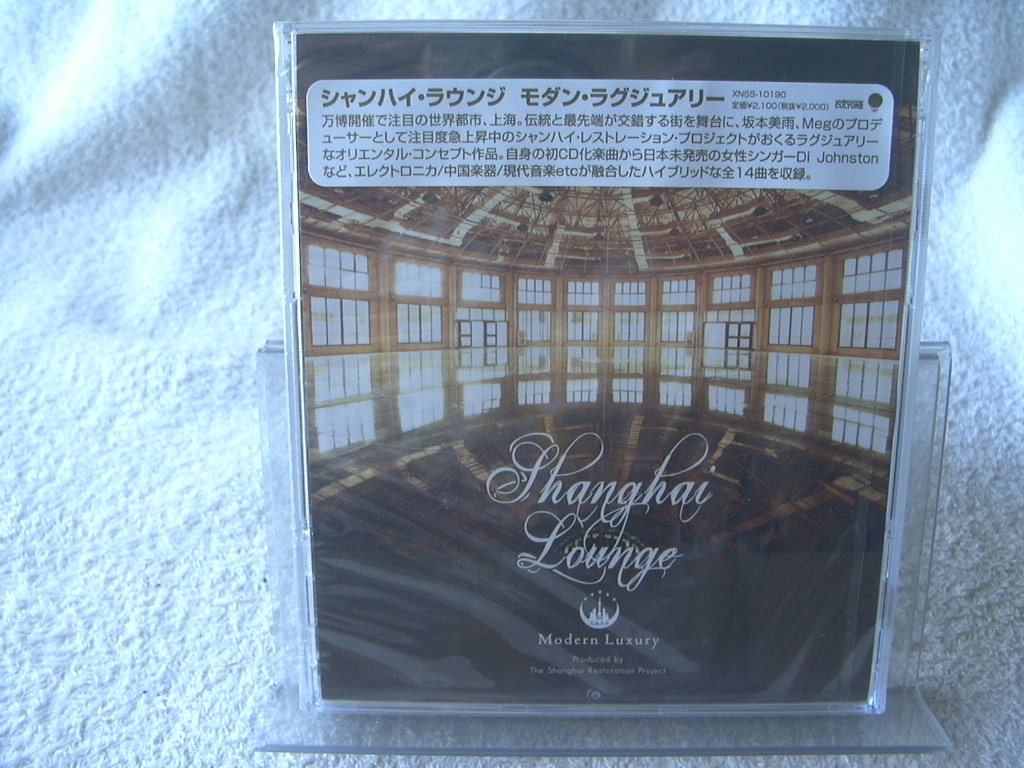 シャンハイ・ラウンジ モダン・ラグジュアリー
XNSS-10190
定価¥2,100(税抜¥2,000)
CULTURE
万博開催で注目の世界都市、上海。伝統と最先端が交錯する街を舞台に、坂本美雨、Megのプロデ
ューサーとして注目度急上昇中のシャンハイ・レストレーション・プロジェクトがおくるラグジュアリー
なオリエンタル・コンセプト作品。自身の初CD化楽曲から日本未発売の女性シンガーDi Johnston
など、エレクトロニカ/中国楽器/現代音楽etcが融合したハイブリッドな全14曲を収録。
Shanghai
Lounge
Modern Luxury
Produced by
The Shanghai Restoration Project